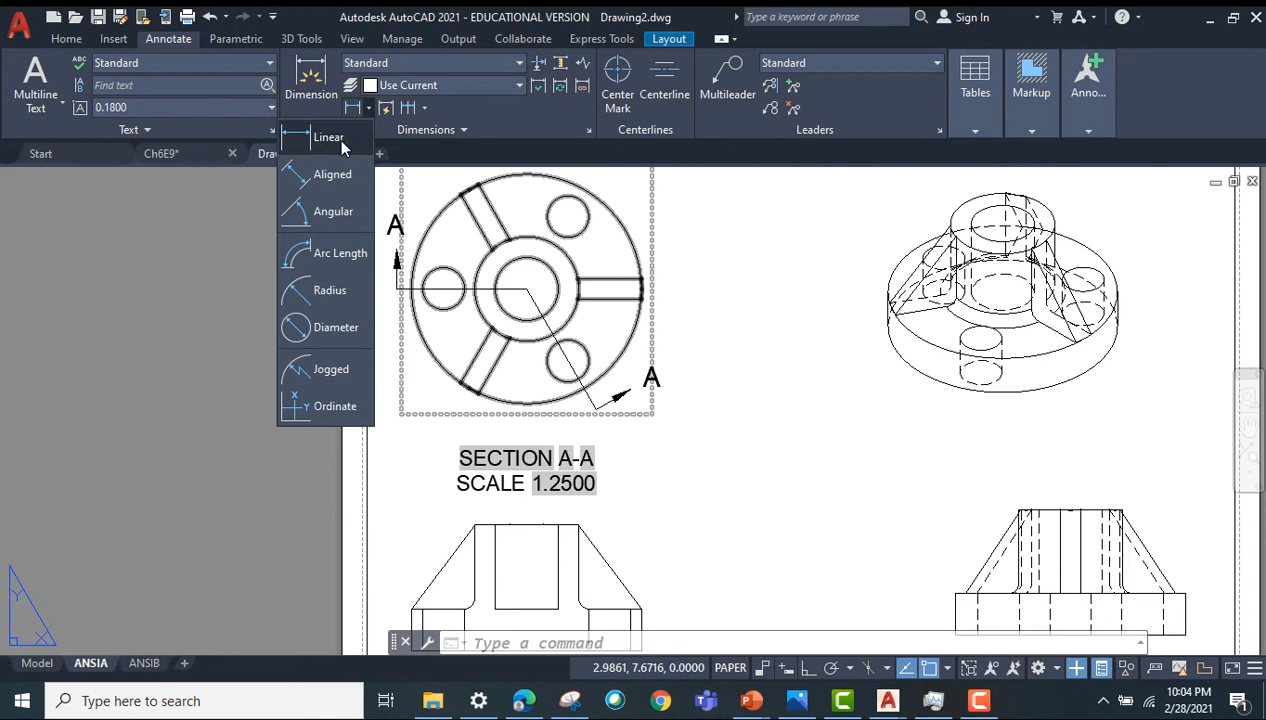 Autodesk AutoCAD 2021 - EDUCATIONAL VERSION Drawing2.dwg
Type a keyword or phrase
Sign In
Home Insert Annotate Parametric 3D Tools View Manage Output Collaborate Express Tools Layout
Multiline Text
ABC
Standard
Find text
A
0.1800
Text
Dimension
Standard
Use Current
Dimensions
Center Mark
Centerline
Centerlines
Multileader
Standard
Leaders
Tables
Markup
Anno...
Start
Ch6E9*
Drav
Linear
Aligned
Angular
Arc Length
Radius
Diameter
Jogged
X
Y
Ordinate
A
A
SECTION A-A
SCALE 1.2500
Y
X
Type a command
Model ANSIA ANSIB
2.9861, 7.6716, 0.0000 PAPER
Type here to search
10:04 PM
2/28/2021
1